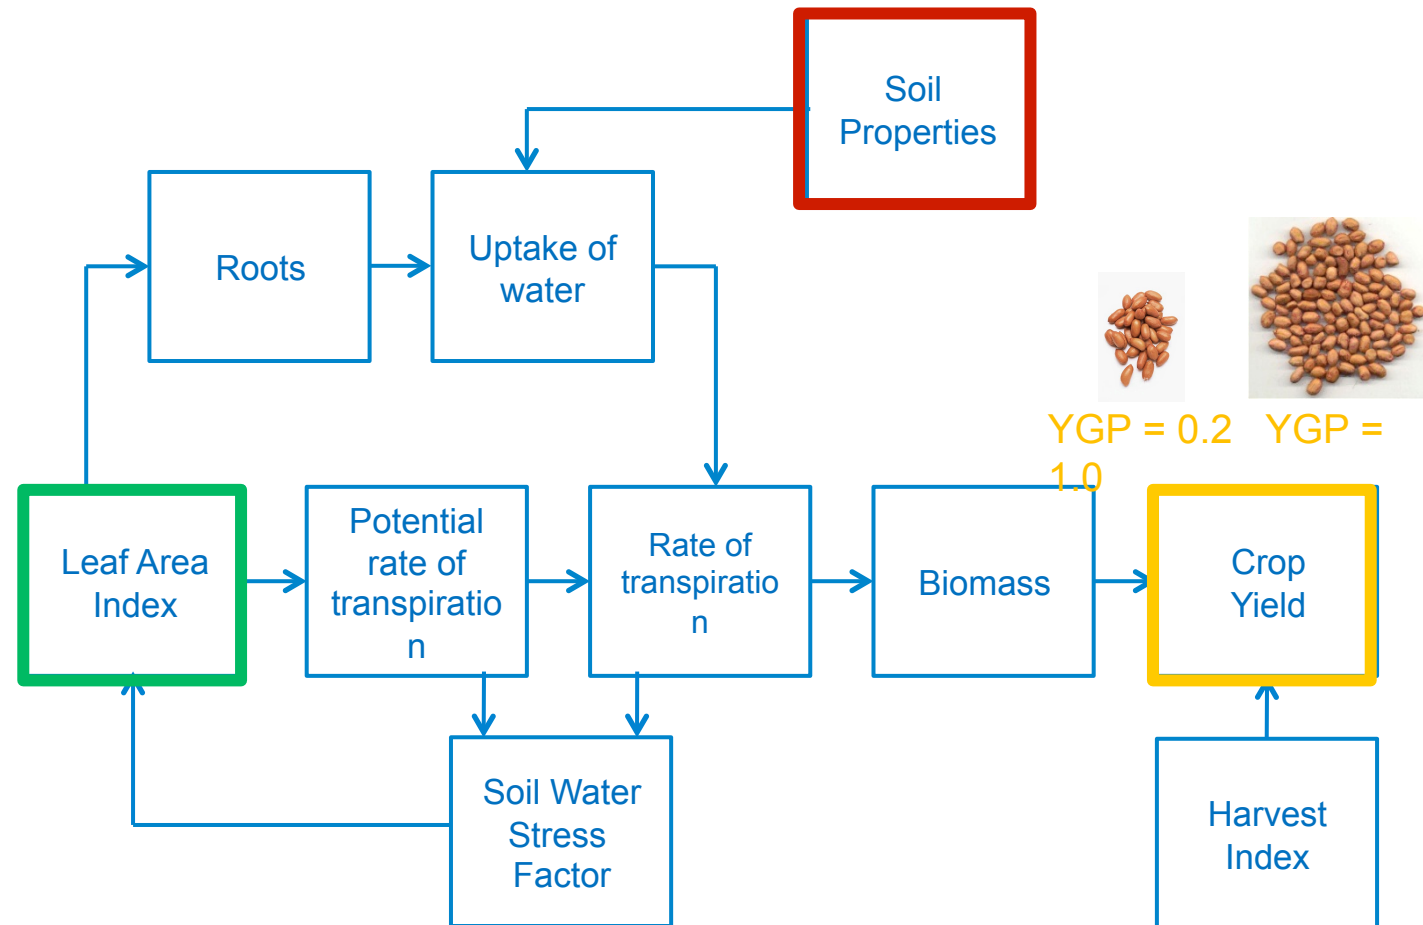 Soil
Properties
Roots
Uptake of
water
YGP = 0.2   YGP =
1.0
Leaf Area
Index
Potential
rate of
transpiratio
n
Rate of
transpiratio
n
Biomass
Crop
Yield
Soil Water
Stress
Factor
Harvest
Index